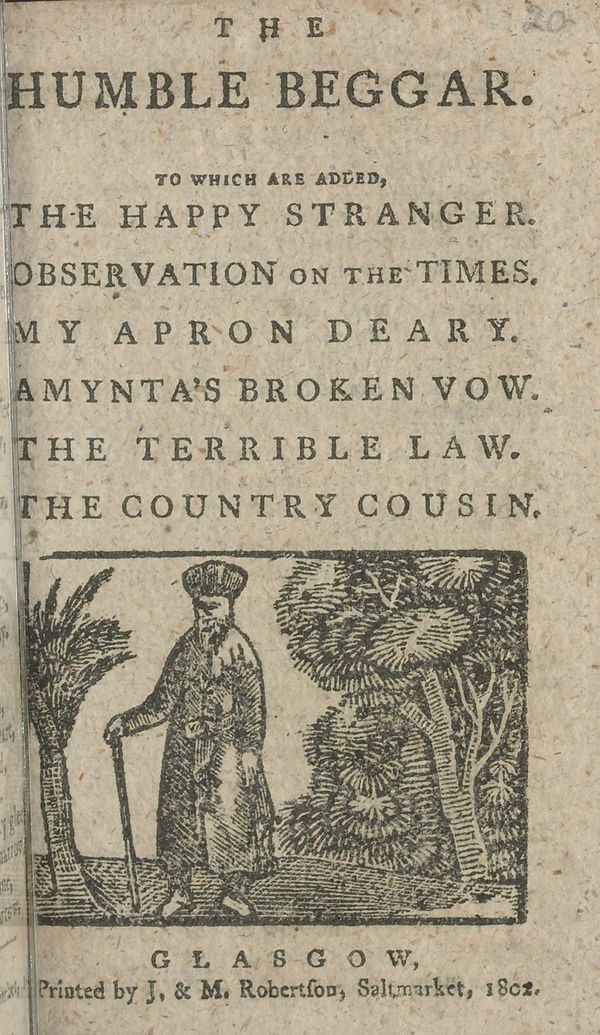 20
THE
HUMBLE BEGGAR.
TO WHICH ARE ADDED,
THE HAPPY STRANGER.
OBSERVATION ON THE TIMES.
MY APRON DEARY.
AMYNTA'S BROKEN VOW.
THE TERRIBLE LAW.
THE COUNTRY COUSIN.
GLASGOW,
Printed by J. & M. Robertſon, Saltmarket, 1802.